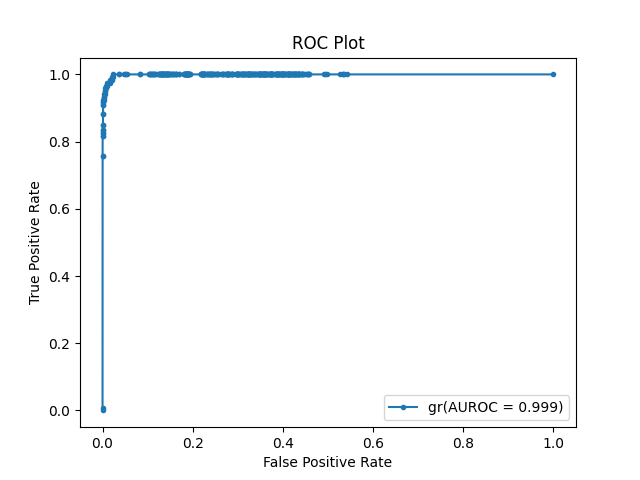 ROC Plot
True Positive Rate
1.0
0.8
0.6
0.4
0.2
0.0
gr(AUROC = 0.999)
0.0 0.2 0.4 0.6 0.8 1.0
False Positive Rate